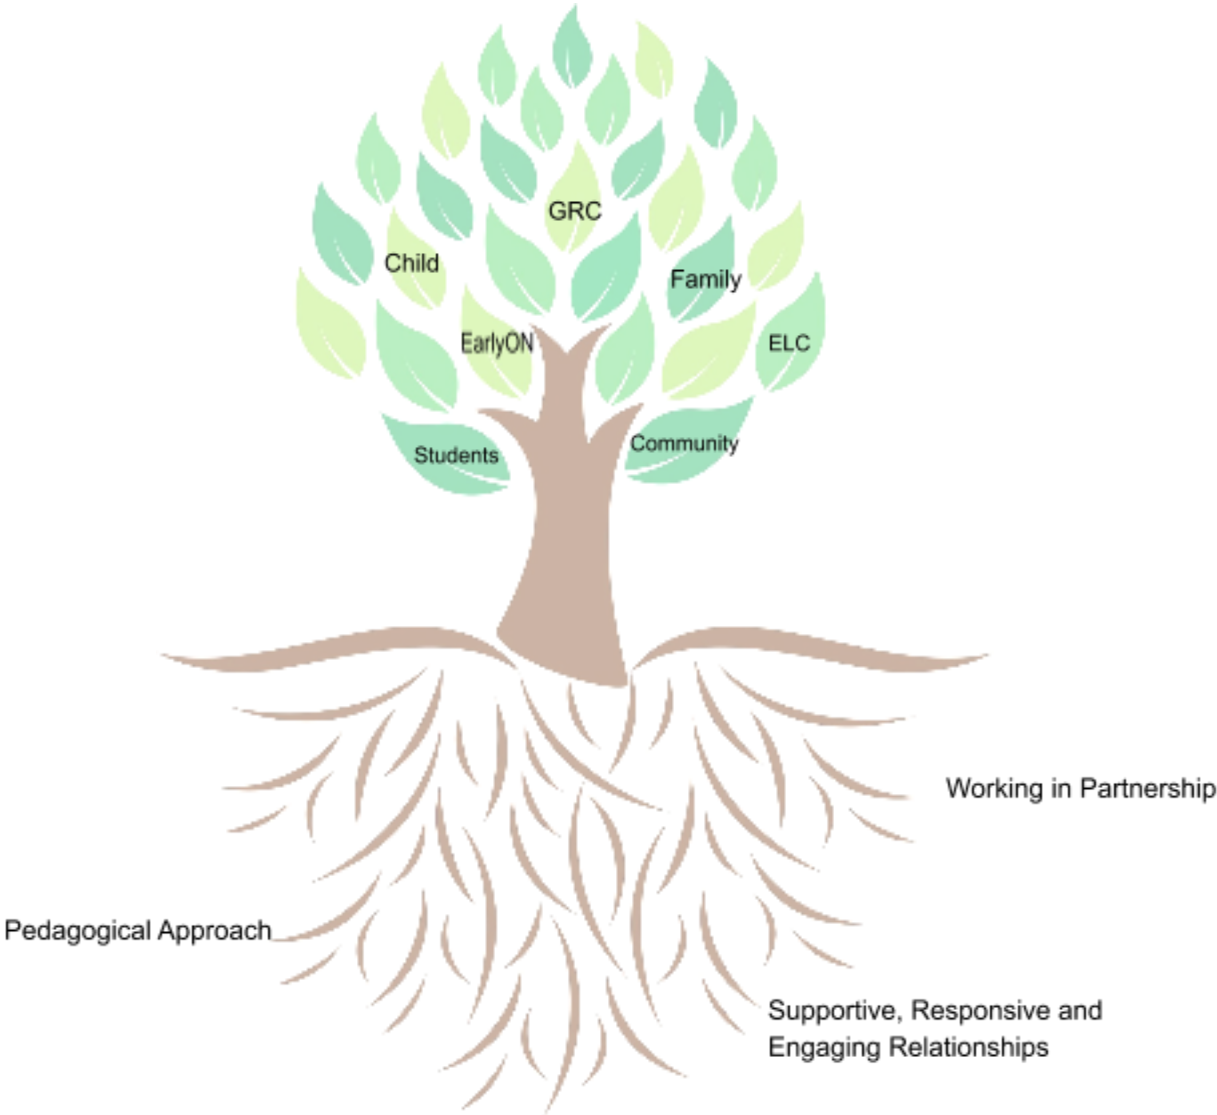 GRC
Child
Family
EarlyON
ELC
Students
Community
Working in Partnership
Pedagogical Approach
Supportive, Responsive and
Engaging Relationships